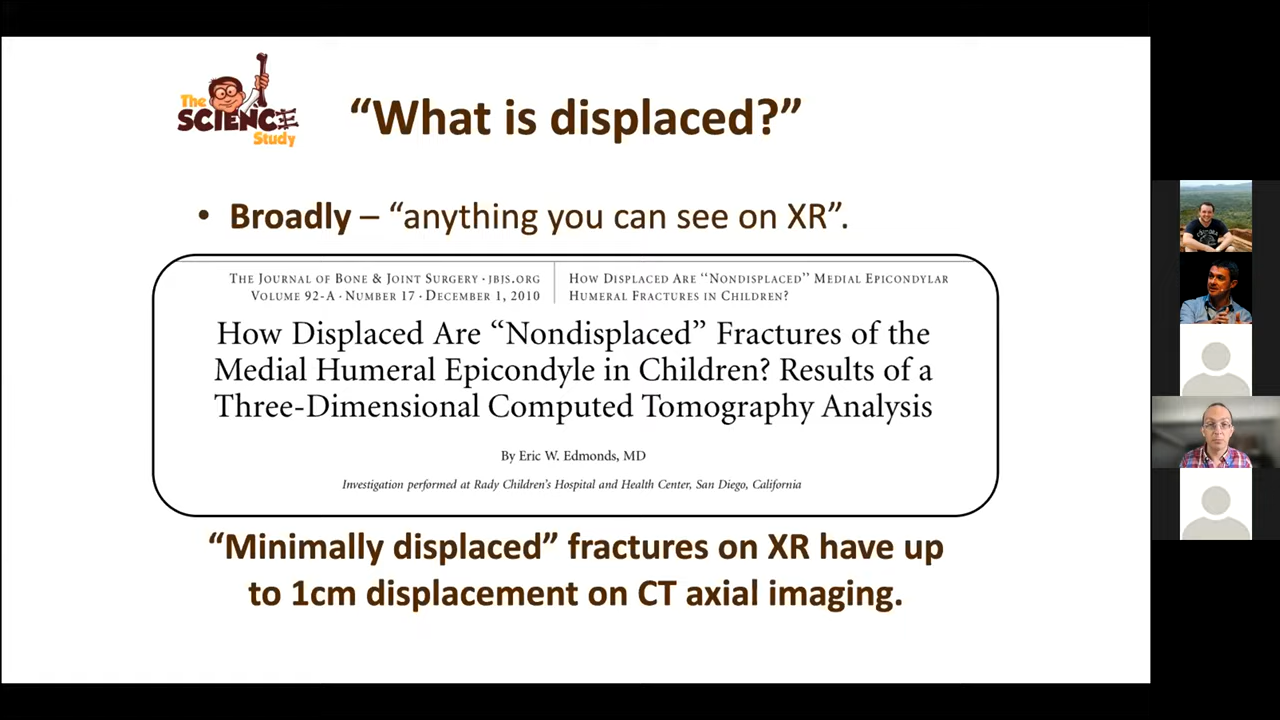 The
SCIENCE
Study
“What is displaced?”
• Broadly – “anything you can see on XR”.
THE JOURNAL OF BONE & JOINT SURGERY · JBJS.ORG
VOLUME 92-A · NUMBER 17 · DECEMBER 1, 2010
HOW DISPLACED ARE “NONDISPLACED” MEDIAL EPICONDYLAR
HUMERAL FRACTURES IN CHILDREN?
How Displaced Are “Nondisplaced” Fractures of the
Medial Humeral Epicondyle in Children? Results of a
Three-Dimensional Computed Tomography Analysis
By Eric W. Edmonds, MD
Investigation performed at Rady Children’s Hospital and Health Center, San Diego, California
“Minimally displaced” fractures on XR have up
to 1cm displacement on CT axial imaging.